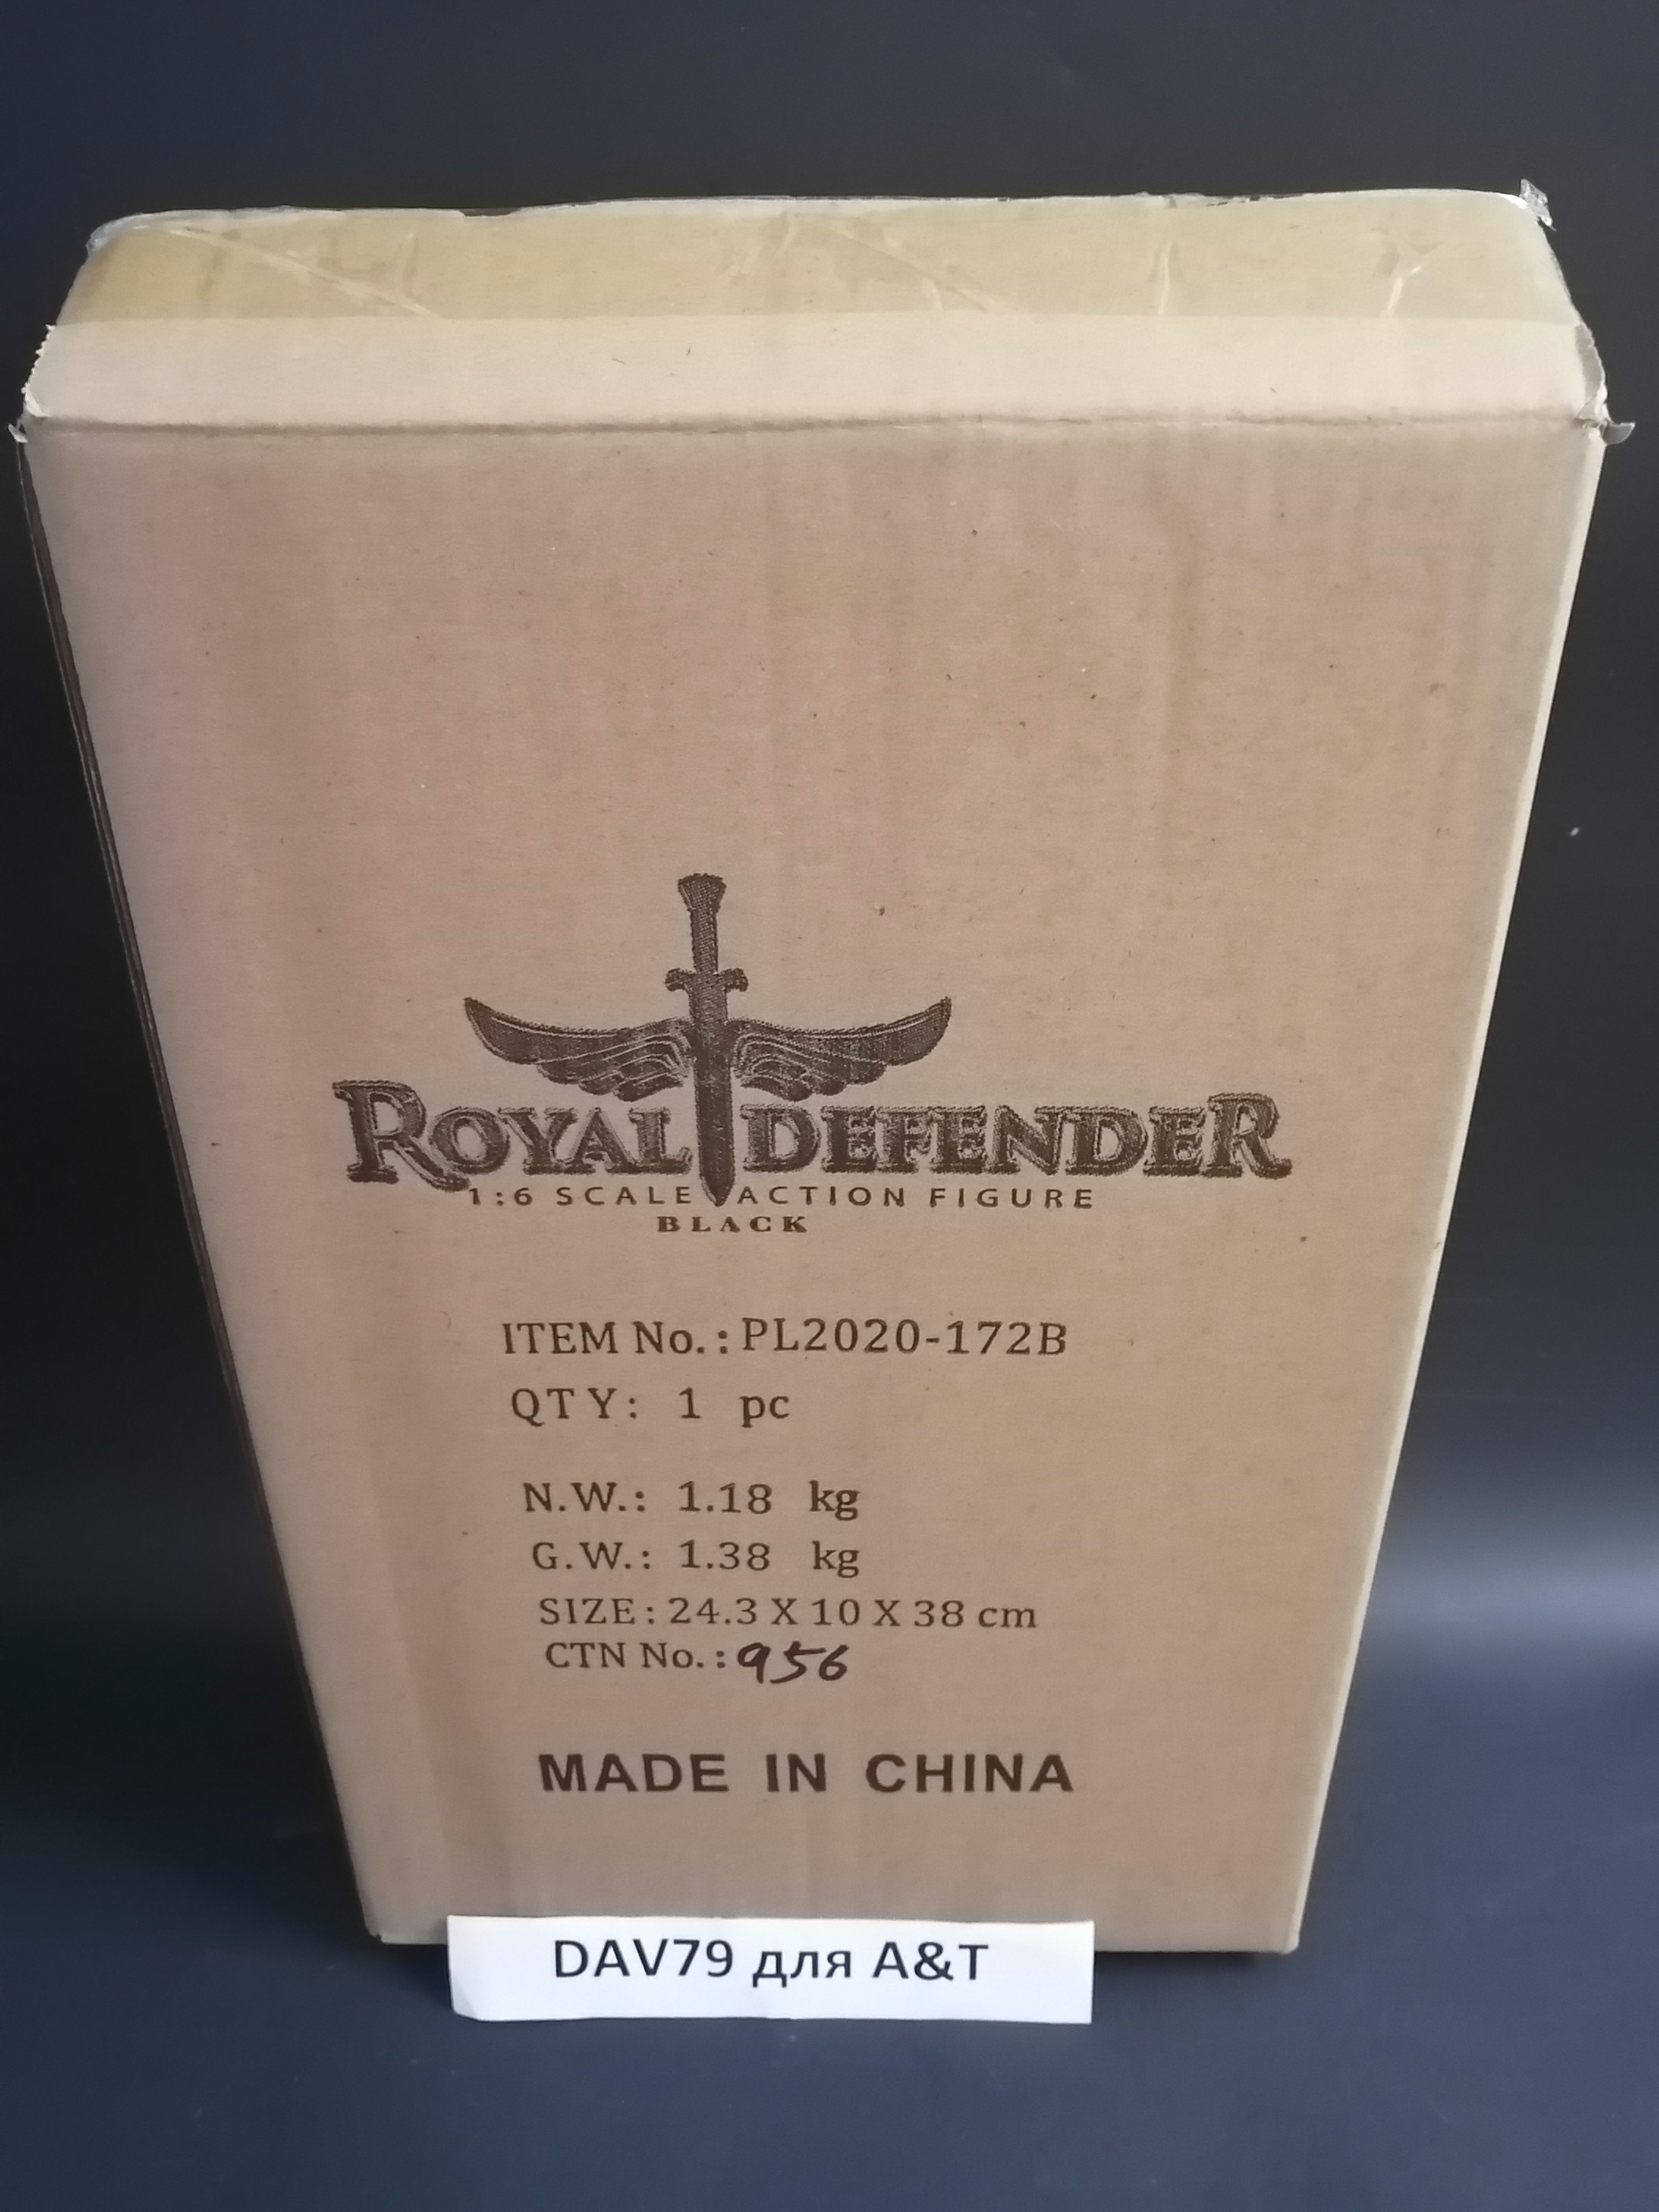 ROYAL DEFENDER
1:6 SCALE ACTION FIGURE
BLACK
ITEM No.: PL2020-172B
QTY: 1 pc
N.W.: 1.18 kg
G.W.: 1.38 kg
SIZE: 24.3 X 10 X 38 cm
CTN No.: 956
MADE IN CHINA
DAV79 для A&T